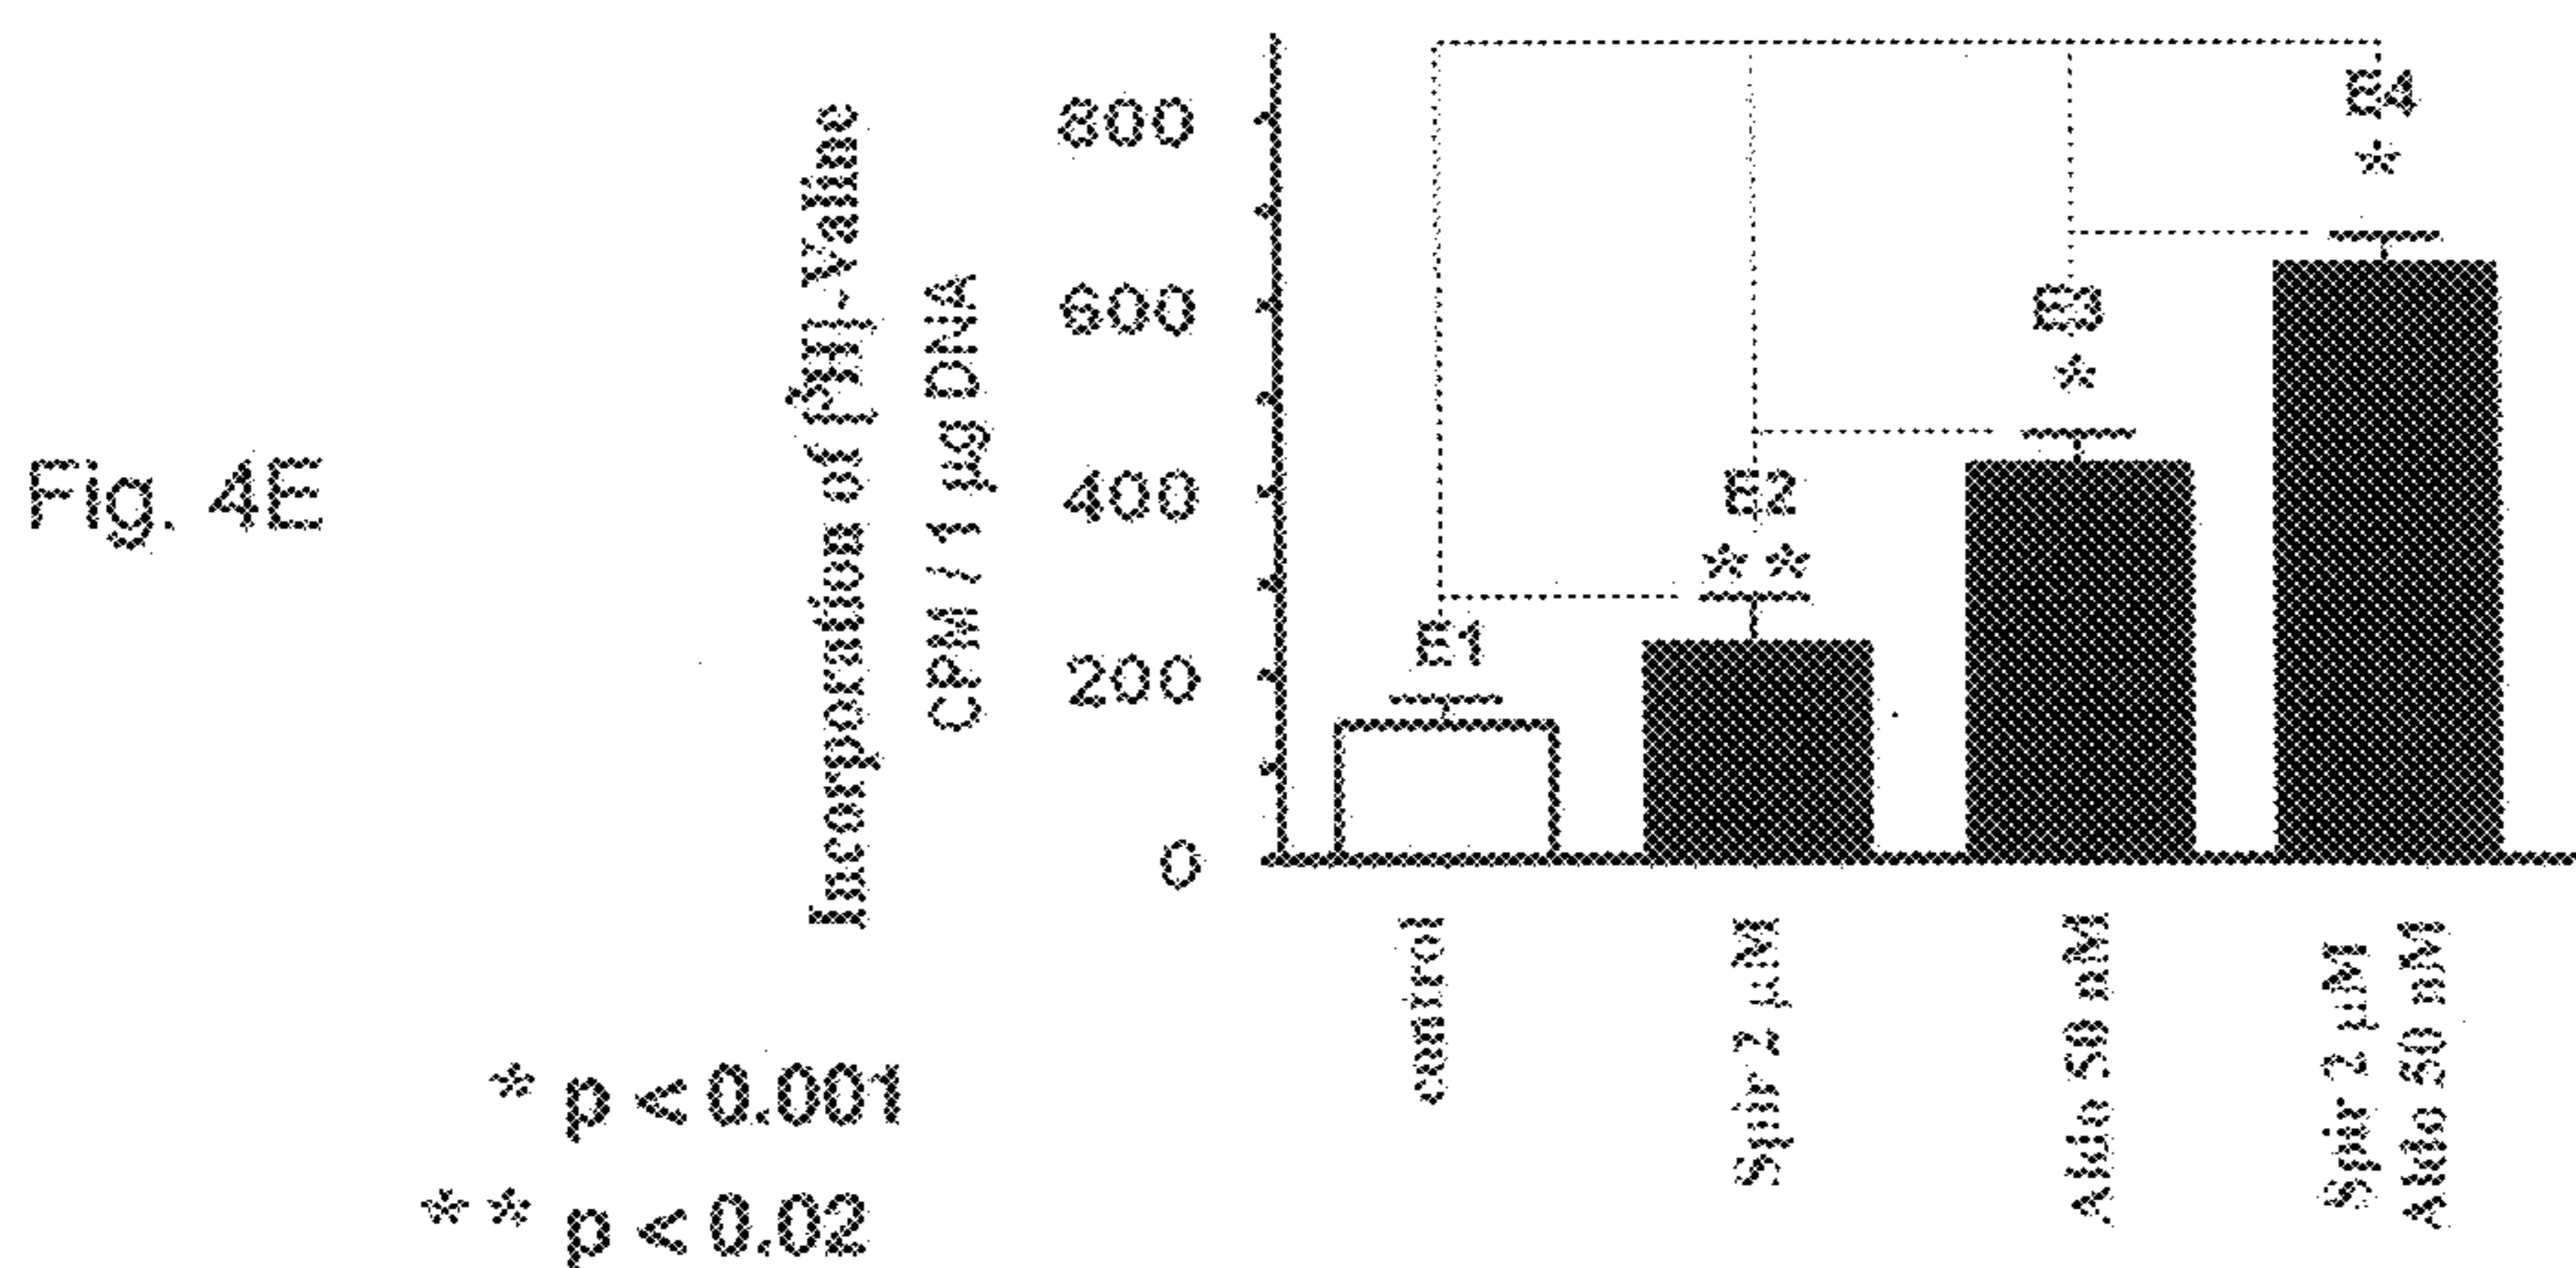 Fig. 4E
Incorporation of [³H]-Valine
CPM / 1 µg DNA
800
600
400
200
0
E1
E2
* *
E3
*
E4
*
control
Spir 2 µM
Aldo 50 nM
Spir 2 µM
Aldo 50 nM
* p < 0.001
* * p < 0.02